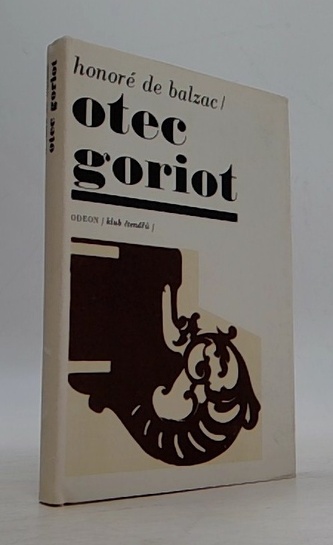 honoré de balzac/
otec
goriot
ODEON / klub čtenářů /
otec goriot